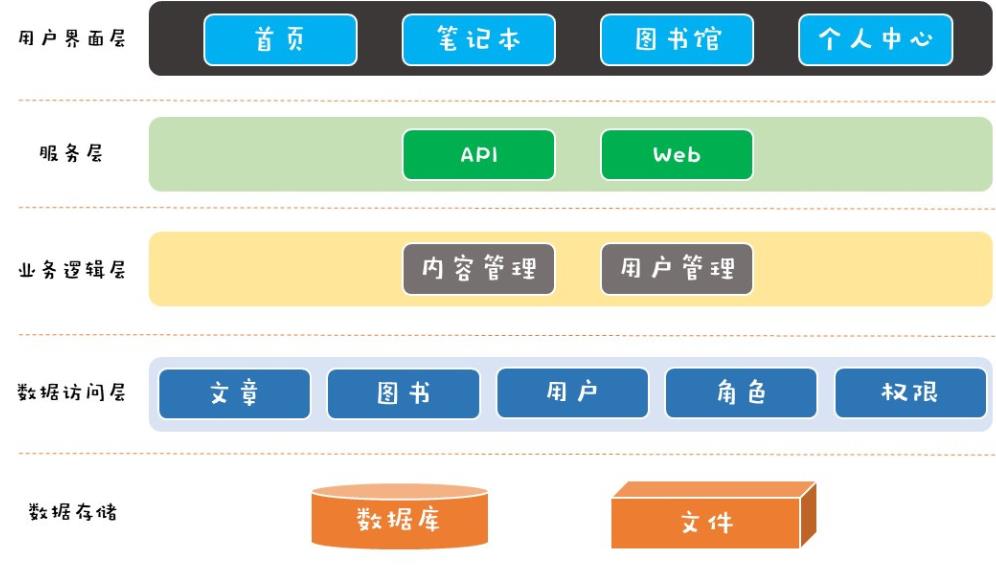 用户界面层 首页 笔记本 图书馆 个人中心
服务层 API Web
业务逻辑层 内容管理 用户管理
数据访问层 文章 图书 用户 角色 权限
数据存储 数据库 文件